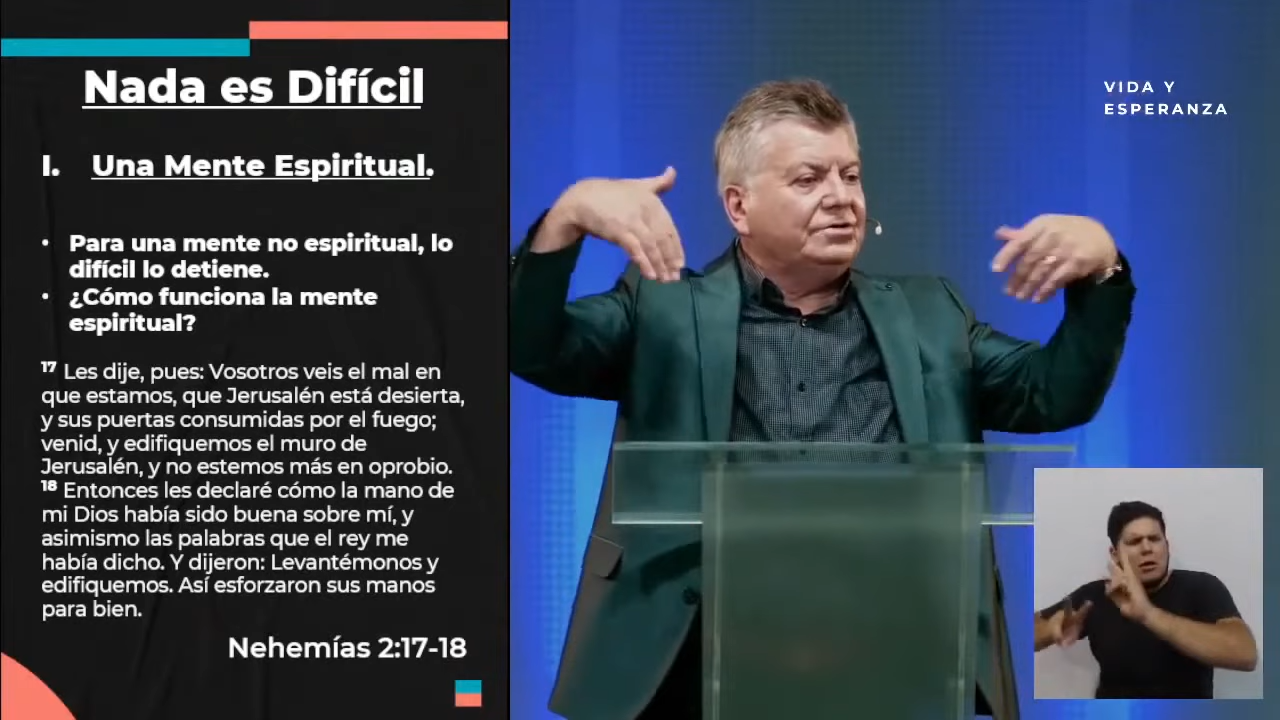 Nada es Difícil
I. Una Mente Espiritual.
• Para una mente no espiritual, lo
difícil lo detiene.
• ¿Cómo funciona la mente
espiritual?
17 Les dije, pues: Vosotros veis el mal en
que estamos, que Jerusalén está desierta,
y sus puertas consumidas por el fuego;
venid, y edifiquemos el muro de
Jerusalén, y no estemos más en oprobio.
18 Entonces les declaré cómo la mano de
mi Dios había sido buena sobre mí, y
asimismo las palabras que el rey me
había dicho. Y dijeron: Levantémonos y
edifiquemos. Así esforzaron sus manos
para bien.
Nehemías 2:17-18
VIDA Y
ESPERANZA